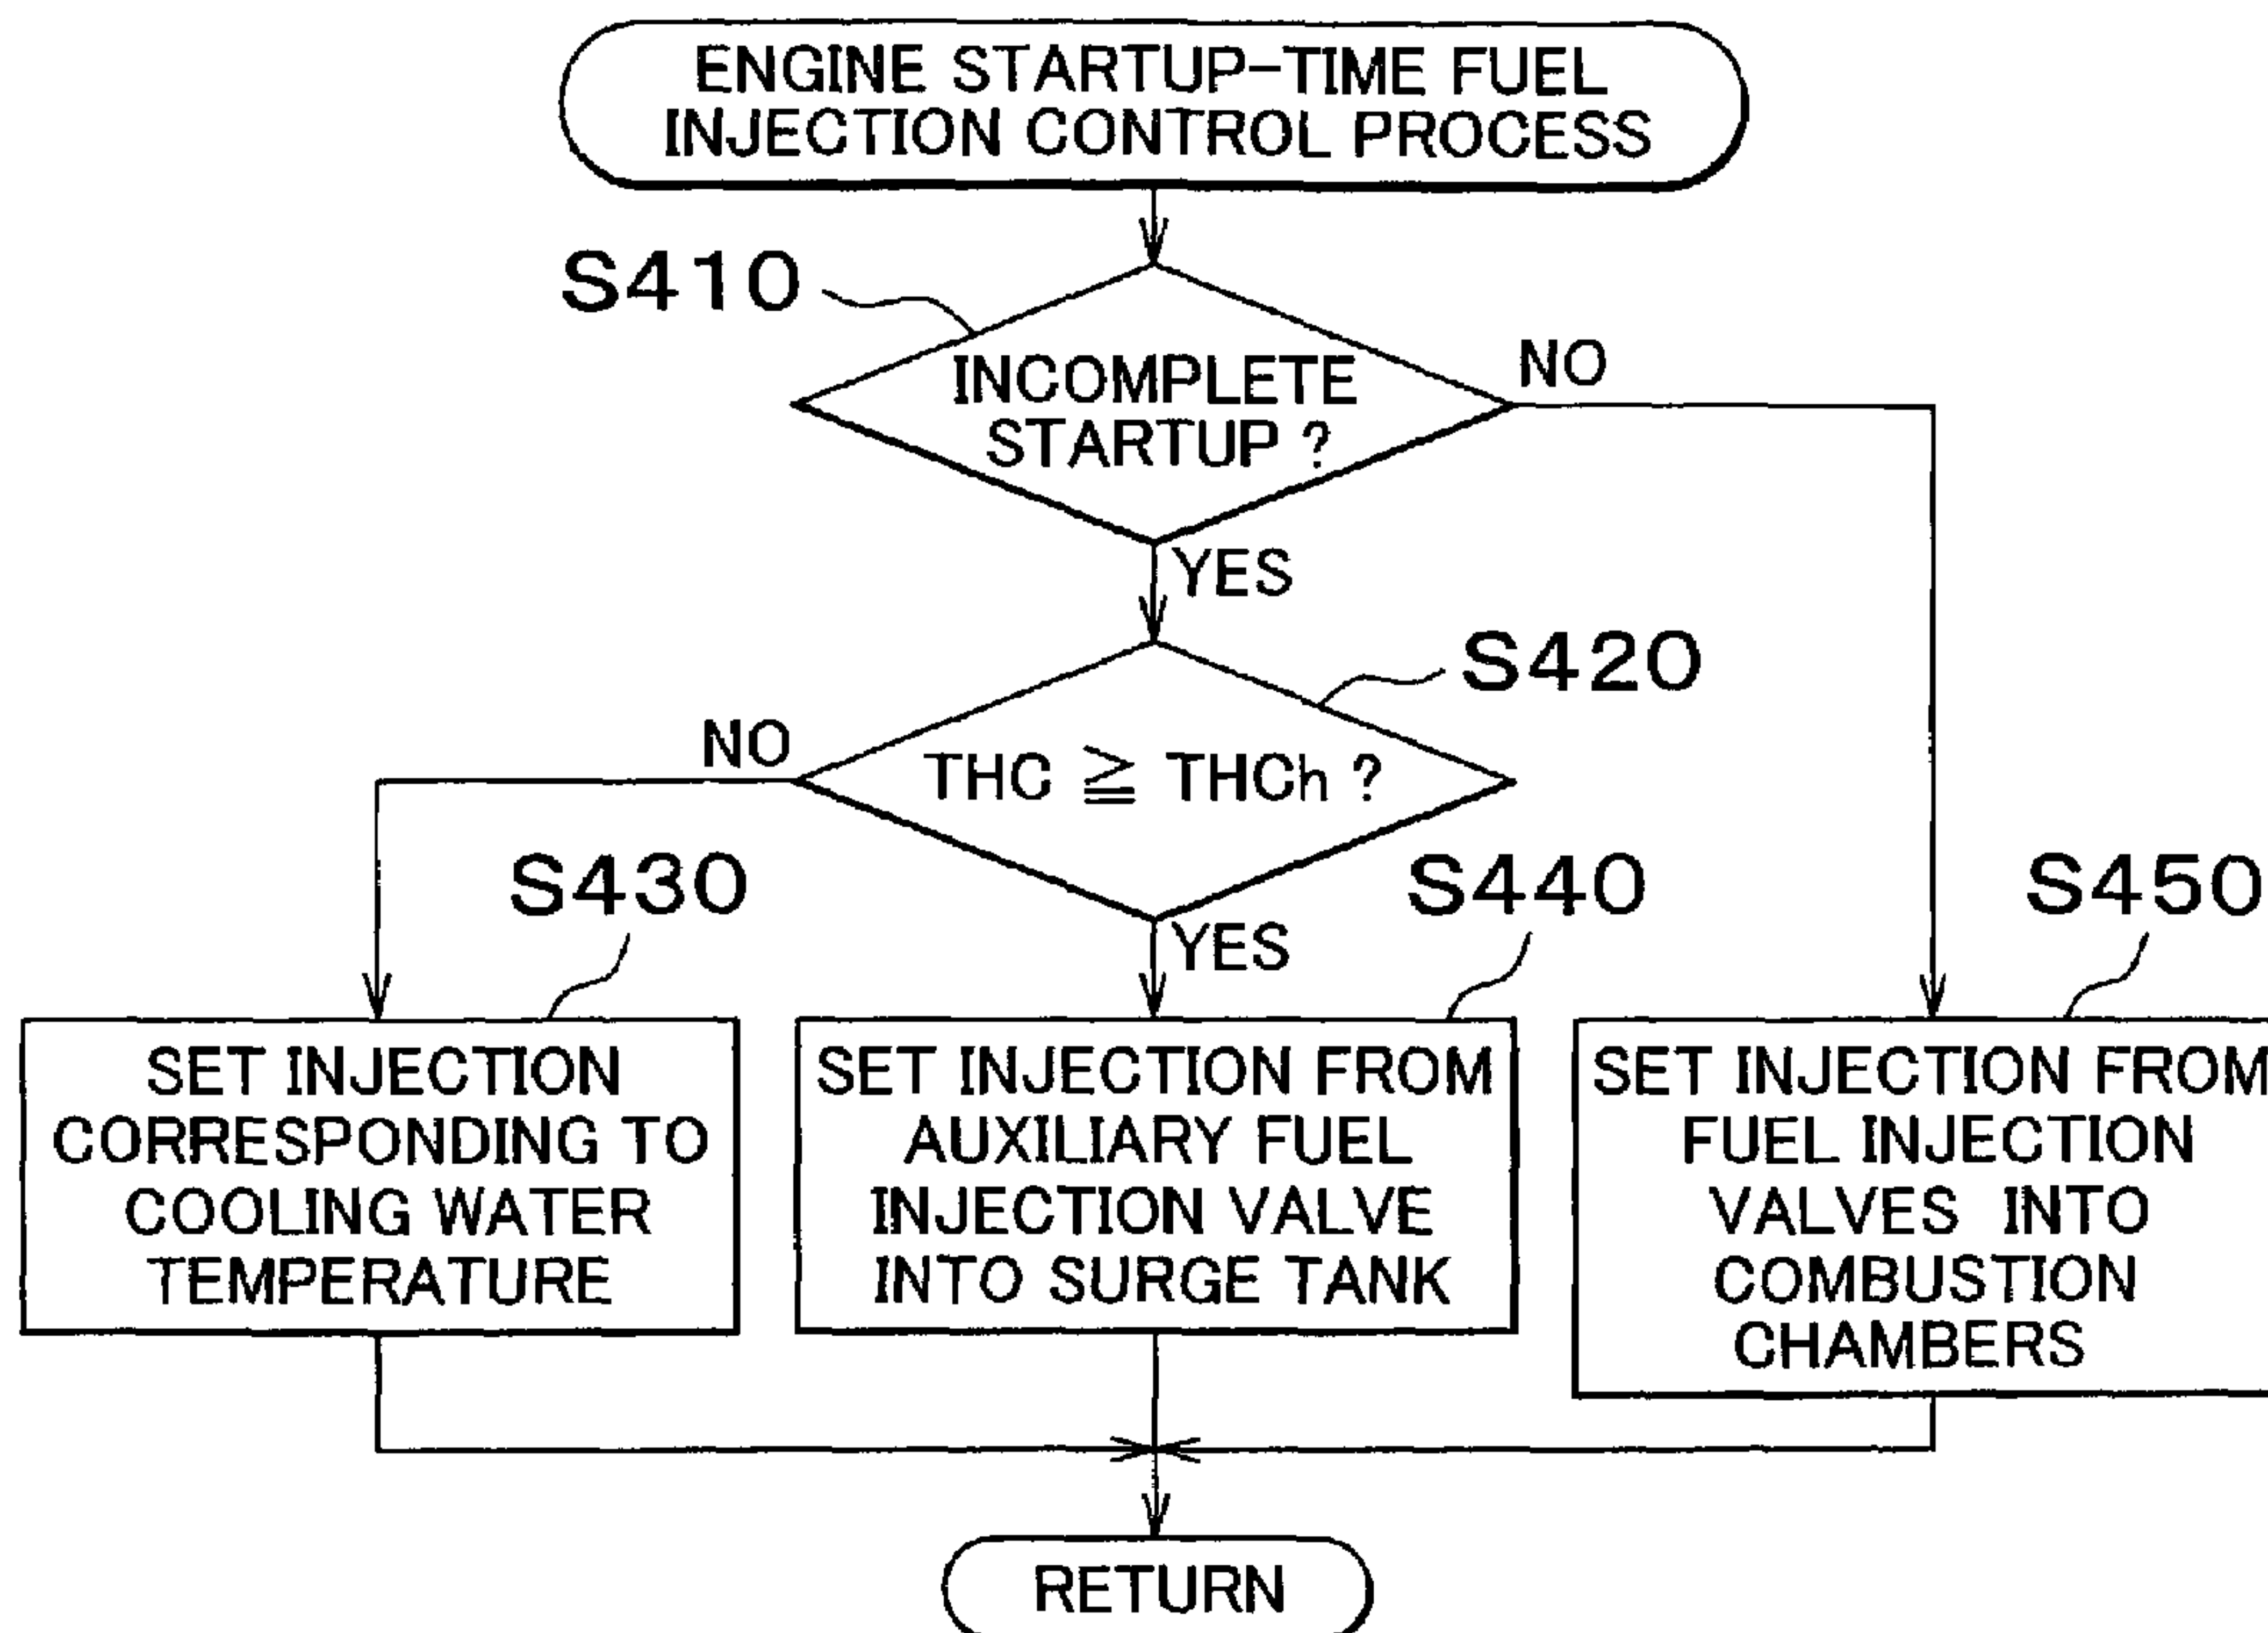 ENGINE STARTUP-TIME FUEL
INJECTION CONTROL PROCESS
S410
INCOMPLETE
STARTUP ?
NO
YES
S420
THC ≧ THCh ?
NO
YES
S430
SET INJECTION
CORRESPONDING TO
COOLING WATER
TEMPERATURE
S440
SET INJECTION FROM
AUXILIARY FUEL
INJECTION VALVE
INTO SURGE TANK
S450
SET INJECTION FROM
FUEL INJECTION
VALVES INTO
COMBUSTION
CHAMBERS
RETURN